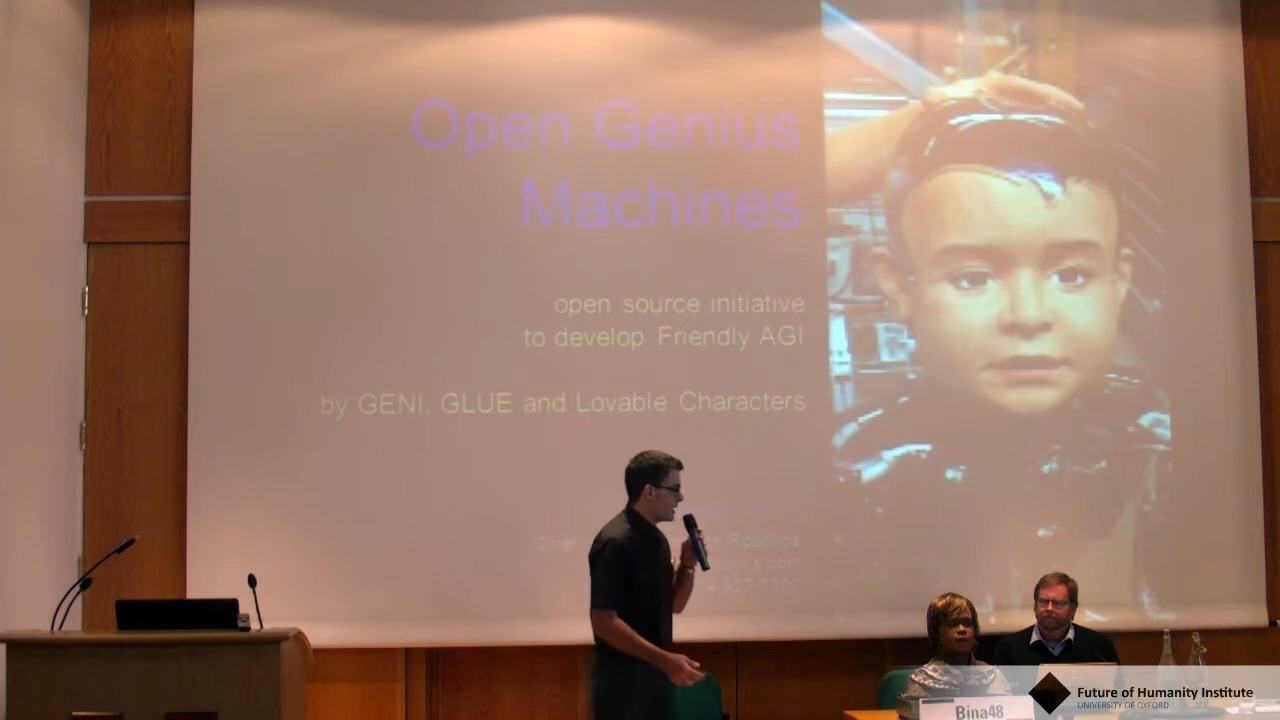 Open Genius
Machines
open source initiative
to develop Friendly AGI
by GENI, GLUE and Lovable Characters
Robotics
Bina48
Future of Humanity Institute
UNIVERSITY OF OXFORD